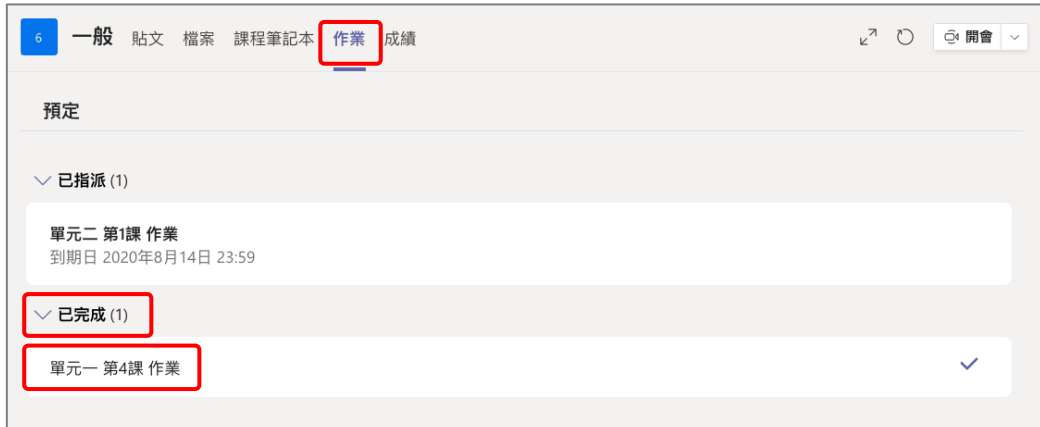 6 一般 貼文 檔案 課程筆記本 作業 成績 開會
預定
已指派 (1)
單元二 第1課 作業
到期日 2020年8月14日 23:59
已完成 (1)
單元一 第4課 作業